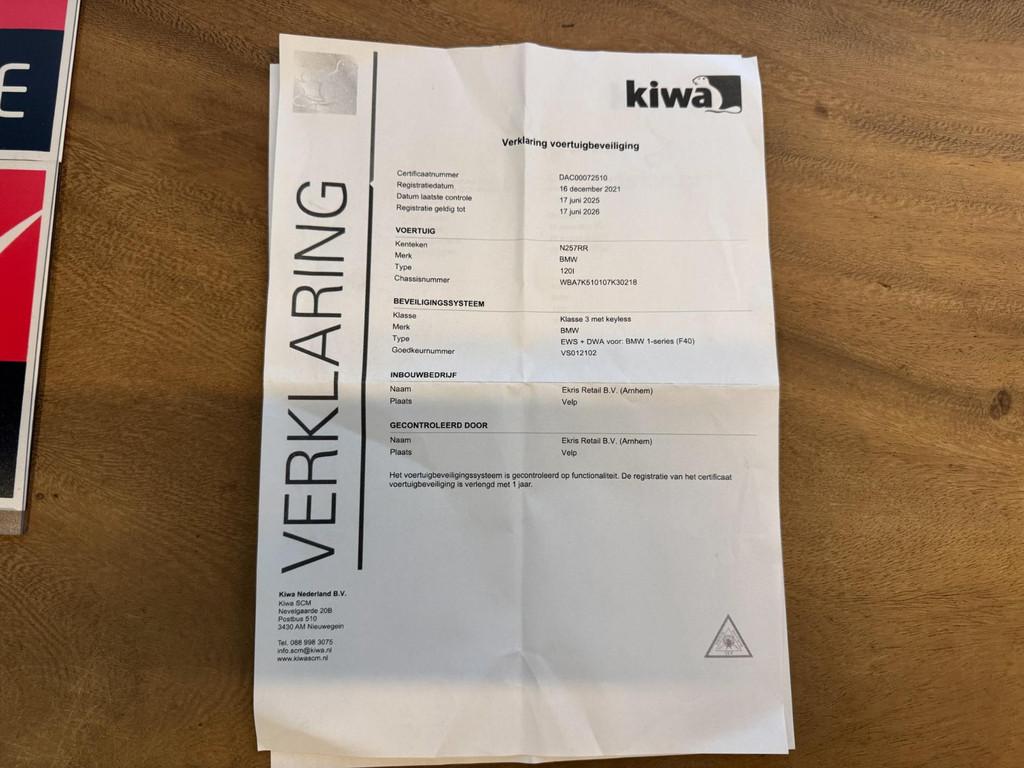 E
kiwa
Verklaring voertuigbeveiliging
VERKLARING
Certificaatnummer DAC00072510
Registratiedatum 16 december 2021
Datum laatste controle 17 juni 2025
Registratie geldig tot 17 juni 2026
VOERTUIG
Kenteken N257RR
Merk BMW
Type 120I
Chassisnummer WBA7K510107K30218
BEVEILIGINGSSYSTEEM
Klasse Klasse 3 met keyless
Merk BMW
Type EWS + DWA voor: BMW 1-series (F40)
Goedkeurnummer VS012102
INBOUWBEDRIJF
Naam Ekris Retail B.V. (Arnhem)
Plaats Velp
GECONTROLEERD DOOR
Naam Ekris Retail B.V. (Arnhem)
Plaats Velp
Het voertuigbeveiligingssysteem is gecontroleerd op functionaliteit. De registratie van het certificaat
voertuigbeveiliging is verlengd met 1 jaar.
Kiwa Nederland B.V.
Kiwa SCM
Nevelgaarde 20B
Postbus 510
3430 AM Nieuwegein
Tel. 088 998 3075
info.scm@kiwa.nl
www.kiwascm.nl